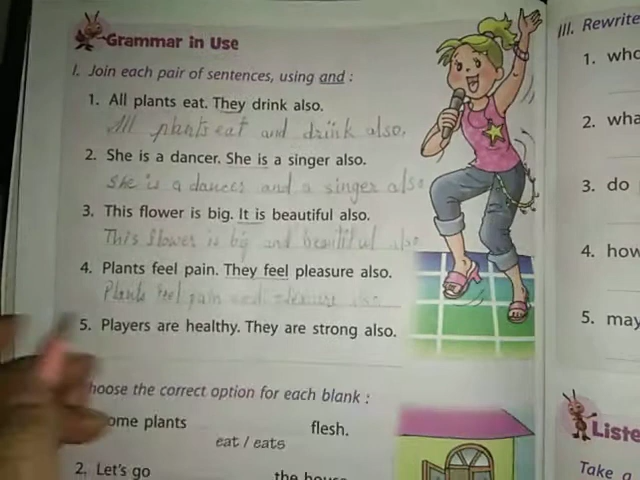 Grammar in Use
I. Join each pair of sentences, using and :
1. All plants eat. They drink also.
All plants eat and drink also.
2. She is a dancer. She is a singer also.
She is a dancer and a singer also
3. This flower is big. It is beautiful also.
This flower is big and beautiful also
4. Plants feel pain. They feel pleasure also.
Plants feel pain and pleasure also
5. Players are healthy. They are strong also.
hoose the correct option for each blank :
ome plants flesh.
eat / eats
2. Let's go the house
III. Rewrite
1. who
2. wha
3. do
4. how
5. may
Liste
Take a